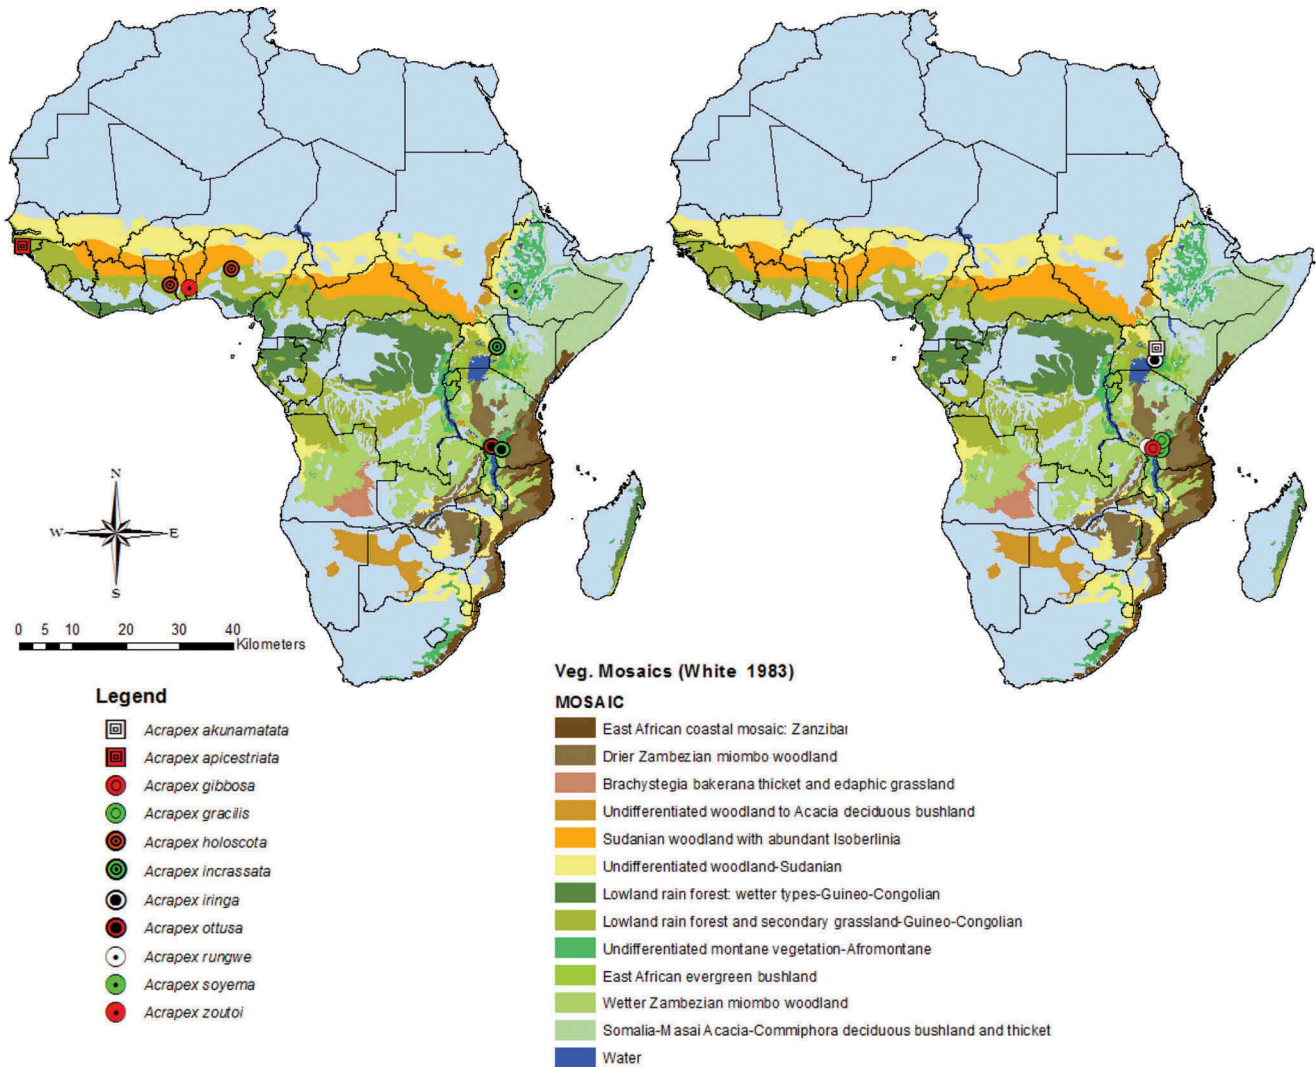 N
W
E
S
0 5 10 20 30 40
Kilometers
Legend
Acrapex akunamatata
Acrapex apicestriata
Acrapex gibbosa
Acrapex gracilis
Acrapex holoscota
Acrapex incrassata
Acrapex iringa
Acrapex ottusa
Acrapex rungwe
Acrapex soyema
Acrapex zoutoi
Veg. Mosaics (White 1983)
MOSAIC
East African coastal mosaic: Zanzibar
Drier Zambezian miombo woodland
Brachystegia bakerana thicket and edaphic grassland
Undifferentiated woodland to Acacia deciduous bushland
Sudanian woodland with abundant Isoberlinia
Undifferentiated woodland-Sudanian
Lowland rain forest: wetter types-Guineo-Congolian
Lowland rain forest and secondary grassland-Guineo-Congolian
Undifferentiated montane vegetation-Afromontane
East African evergreen bushland
Wetter Zambezian miombo woodland
Somalia-Masai Acacia-Commiphora deciduous bushland and thicket
Water